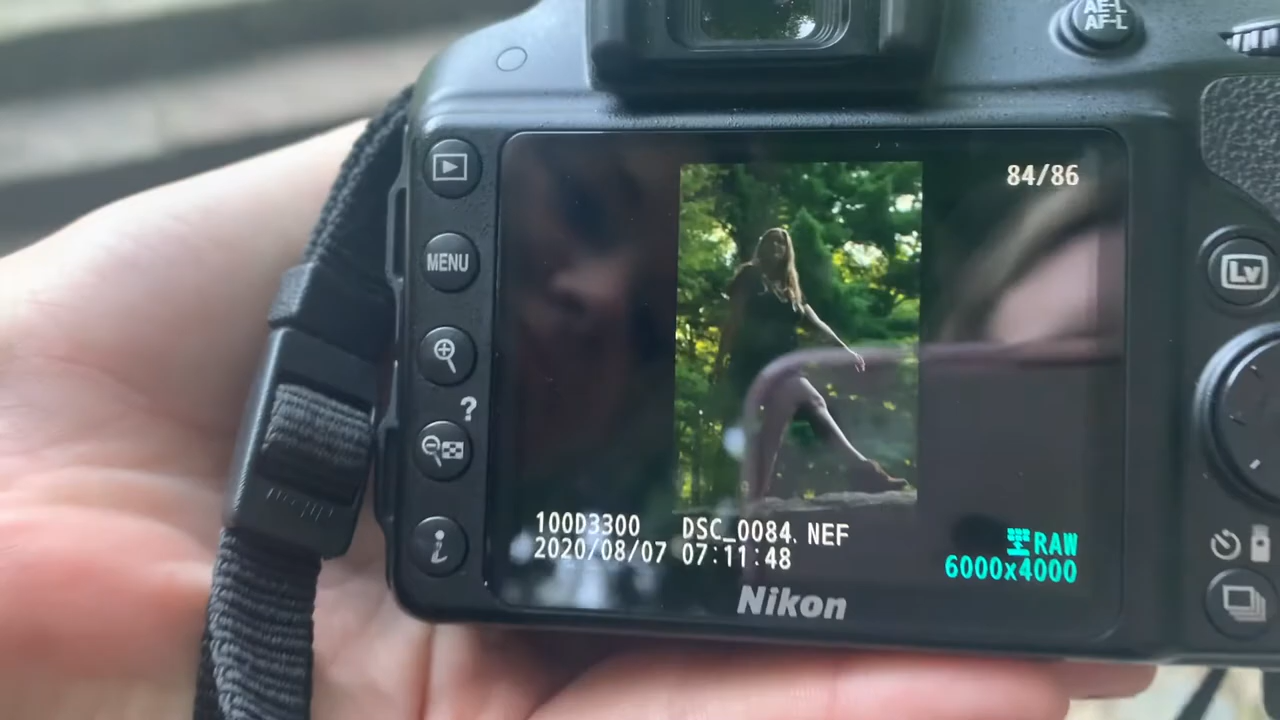 AE-L
AF-L
84/86
MENU
Lv
?
i
100D3300 DSC_0084.NEF
RAW
2020/08/07 07:11:48
6000x4000
Nikon